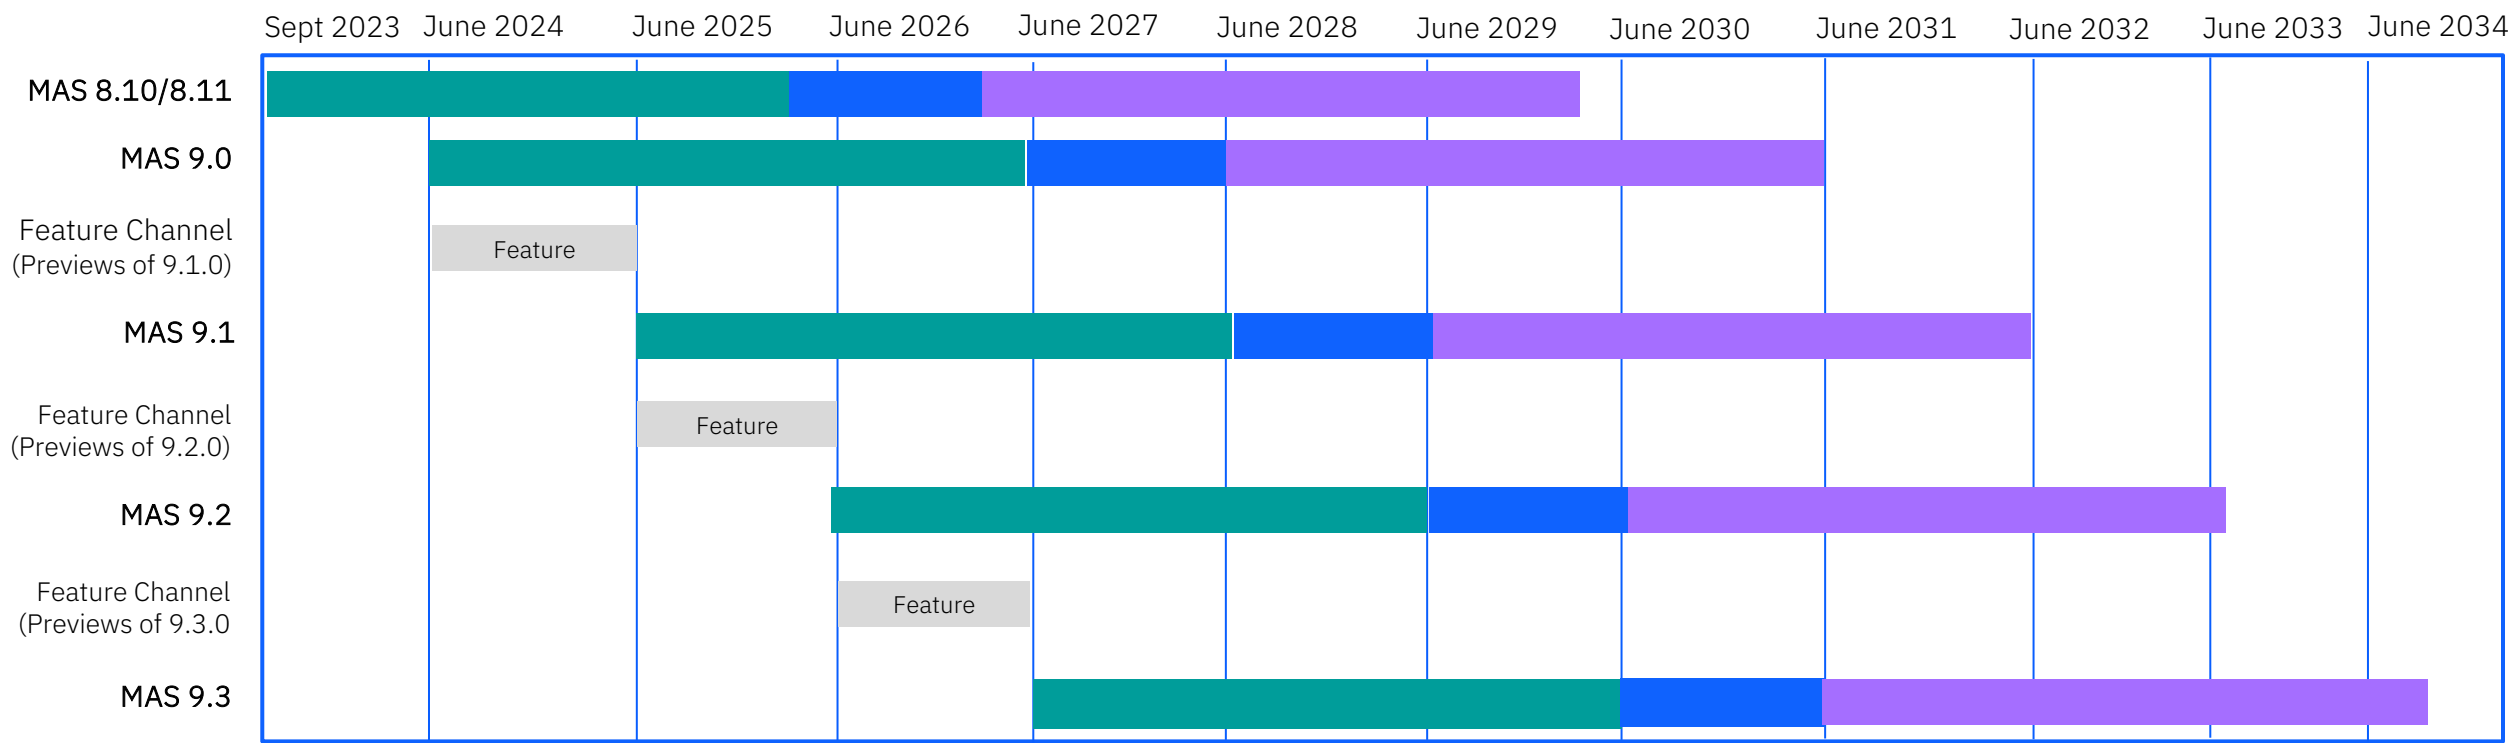 Sept 2023 June 2024 June 2025 June 2026 June 2027 June 2028 June 2029 June 2030 June 2031 June 2032 June 2033 June 2034
MAS 8.10/8.11
MAS 9.0
Feature Channel
(Previews of 9.1.0)
Feature
MAS 9.1
Feature Channel
(Previews of 9.2.0)
Feature
MAS 9.2
Feature Channel
(Previews of 9.3.0
Feature
MAS 9.3